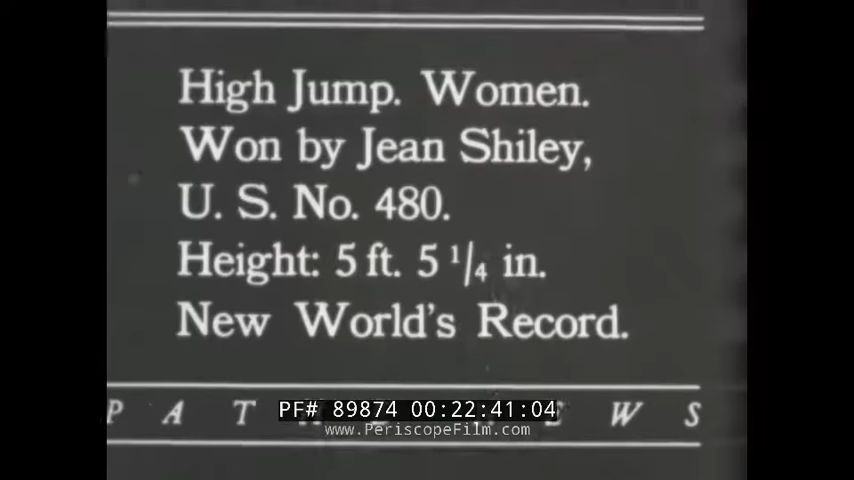 High Jump. Women.
Won by Jean Shiley,
U. S. No. 480.
Height: 5 ft. 5 1/4 in.
New World's Record.
P A T H E W S
PF# 89874 00:22:41:04
www.PeriscopeFilm.com